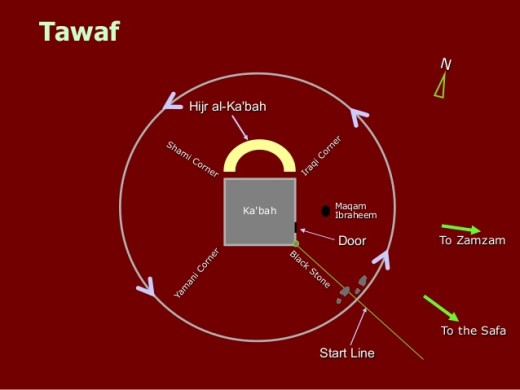 Tawaf
N
Hijr al-Ka'bah
Shami Corner
Iraqi Corner
Ka'bah
Maqam
Ibraheem
Door
To Zamzam
Yamani Corner
Black Stone
To the Safa
Start Line